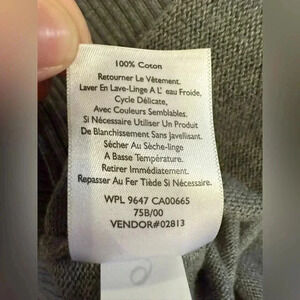 100% Coton
Retourner Le Vêtement.
Laver En Lave-Linge A L' eau Froide,
Cycle Délicate,
Avec Couleurs Semblables.
Si Nécessaire Utiliser Un Produit
De Blanchissement Sans Javellisant.
Sécher Au Sèche-linge
A Basse Température.
Retirer Immédiatement.
Repasser Au Fer Tiède Si Nécessaire.
WPL 9647 CA00665
75B/00
VENDOR#02813